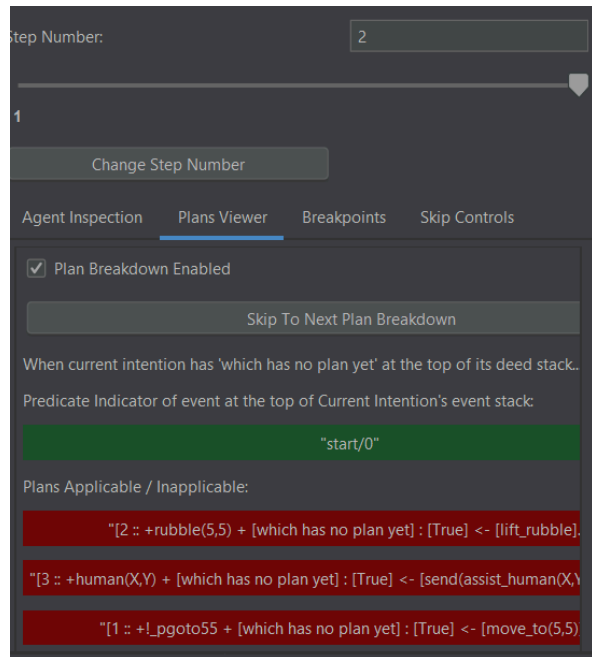 Step Number:
2
1
Change Step Number
Agent Inspection Plans Viewer Breakpoints Skip Controls
Plan Breakdown Enabled
Skip To Next Plan Breakdown
When current intention has 'which has no plan yet' at the top of its deed stack..
Predicate Indicator of event at the top of Current Intention's event stack:
"start/0"
Plans Applicable / Inapplicable:
"[2 :: +rubble(5,5) + [which has no plan yet] : [True] <- [lift_rubble].
"[3 :: +human(X,Y) + [which has no plan yet] : [True] <- [send(assist_human(X,Y
"[1 :: +!_pgoto55 + [which has no plan yet] : [True] <- [move_to(5,5)